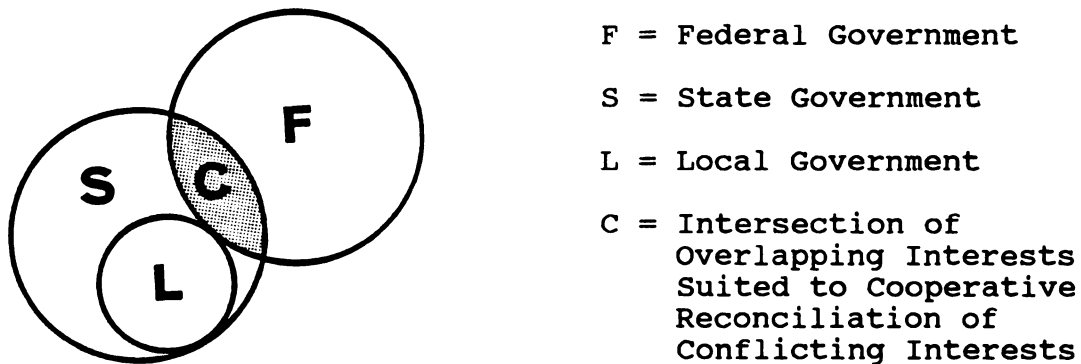 F
S
C
L
F = Federal Government
S = State Government
L = Local Government
C = Intersection of
Overlapping Interests
Suited to Cooperative
Reconciliation of
Conflicting Interests